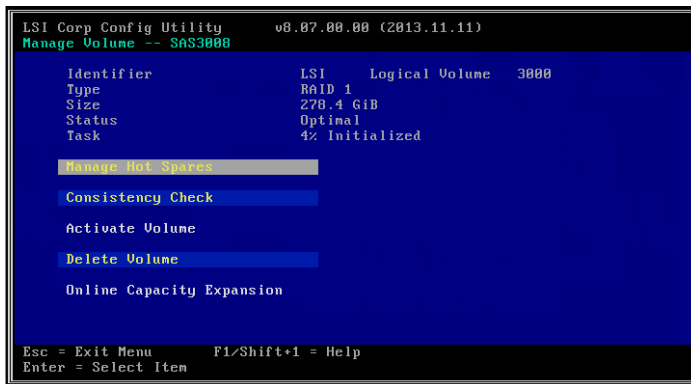 LSI Corp Config Utility v8.07.00.00 (2013.11.11)
Manage Volume -- SAS3008
Identifier LSI Logical Volume 3000
Type RAID 1
Size 278.4 GiB
Status Optimal
Task 4% Initialized
Manage Hot Spares
Consistency Check
Activate Volume
Delete Volume
Online Capacity Expansion
Esc = Exit Menu F1/Shift+1 = Help
Enter = Select Item